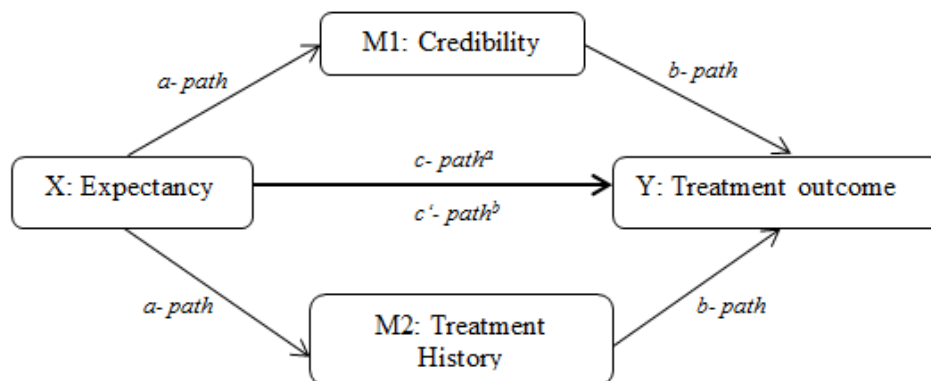 M1: Credibility
a- path
b- path
c- path^a
X: Expectancy
Y: Treatment outcome
c‘- path^b
a- path
b- path
M2: Treatment
History